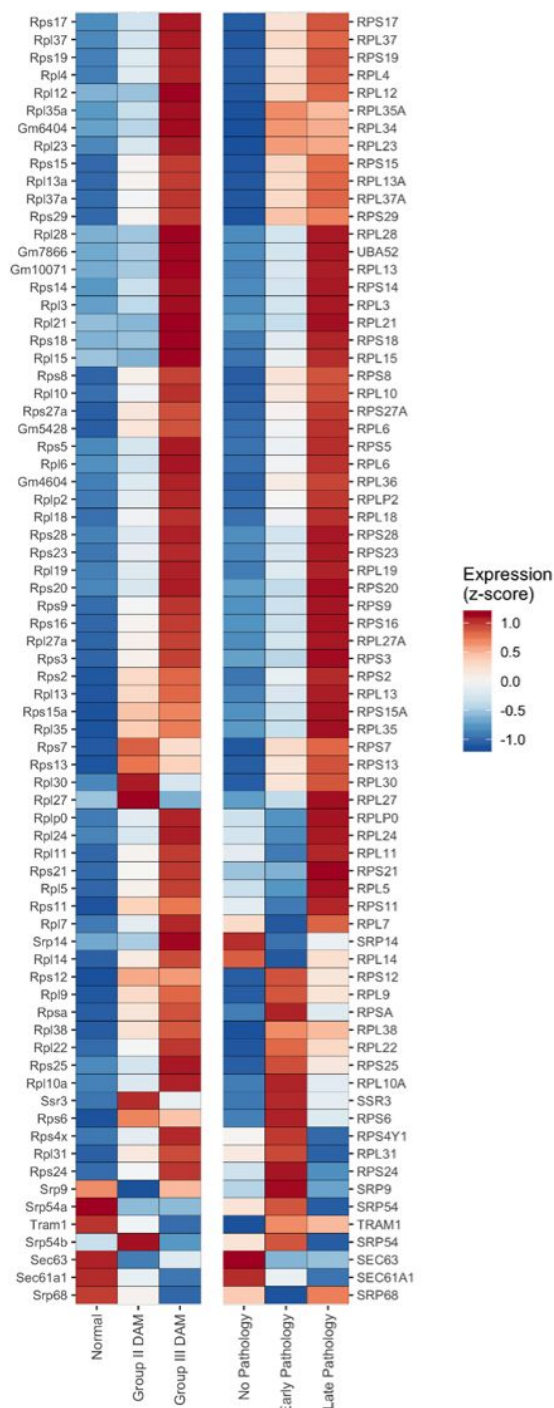 Rps17 RPS17
Rpl37 RPL37
Rps19 RPS19
Rpl4 RPL4
Rpl12 RPL12
Rpl35a RPL35A
Gm6404 RPL34
Rpl23 RPL23
Rps15 RPS15
Rpl13a RPL13A
Rpl37a RPL37A
Rps29 RPS29
Rpl28 RPL28
Gm7866 UBA52
Gm10071 RPL13
Rps14 RPS14
Rpl3 RPL3
Rpl21 RPL21
Rps18 RPS18
Rpl15 RPL15
Rps8 RPS8
Rpl10 RPL10
Rps27a RPS27A
Gm5428 RPL6
Rps5 RPS5
Rpl6 RPL6
Gm4604 RPL36
Rplp2 RPLP2
Rpl18 RPL18
Rps28 RPS28
Rps23 RPS23
Rpl19 RPL19
Rps20 RPS20
Rps9 RPS9
Rps16 RPS16
Rpl27a RPL27A
Rps3 RPS3
Rps2 RPS2
Rpl13 RPL13
Rps15a RPS15A
Rpl35 RPL35
Rps7 RPS7
Rps13 RPS13
Rpl30 RPL30
Rpl27 RPL27
Rplp0 RPLP0
Rpl24 RPL24
Rpl11 RPL11
Rps21 RPS21
Rpl5 RPL5
Rps11 RPS11
Rpl7 RPL7
Srp14 SRP14
Rpl14 RPL14
Rps12 RPS12
Rpl9 RPL9
Rpsa RPSA
Rpl38 RPL38
Rpl22 RPL22
Rps25 RPS25
Rpl10a RPL10A
Ssr3 SSR3
Rps6 RPS6
Rps4x RPS4Y1
Rpl31 RPL31
Rps24 RPS24
Srp9 SRP9
Srp54a SRP54
Tram1 TRAM1
Srp54b SRP54
Sec63 SEC63
Sec61a1 SEC61A1
Srp68 SRP68
Normal
Group II DAM
Group III DAM
No Pathology
Early Pathology
Late Pathology
Expression
(z-score)
1.0
0.5
0.0
-0.5
-1.0